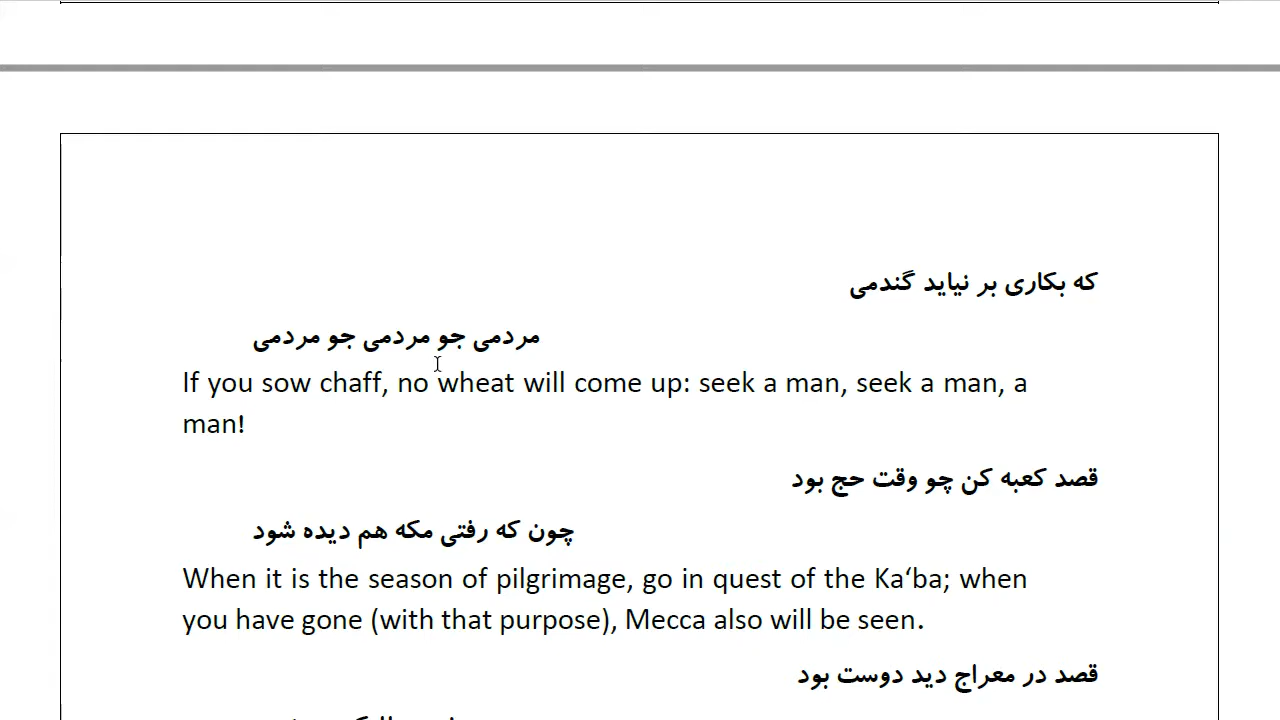 که بکاری بر نیاید گندمی
مردمی جو مردمی جو مردمی
If you sow chaff, no wheat will come up: seek a man, seek a man, a
man!
قصد کعبه کن چو وقت حج بود
چون که رفتی مکه هم دیده شود
When it is the season of pilgrimage, go in quest of the Ka‘ba; when
you have gone (with that purpose), Mecca also will be seen.
قصد در معراج دید دوست بود